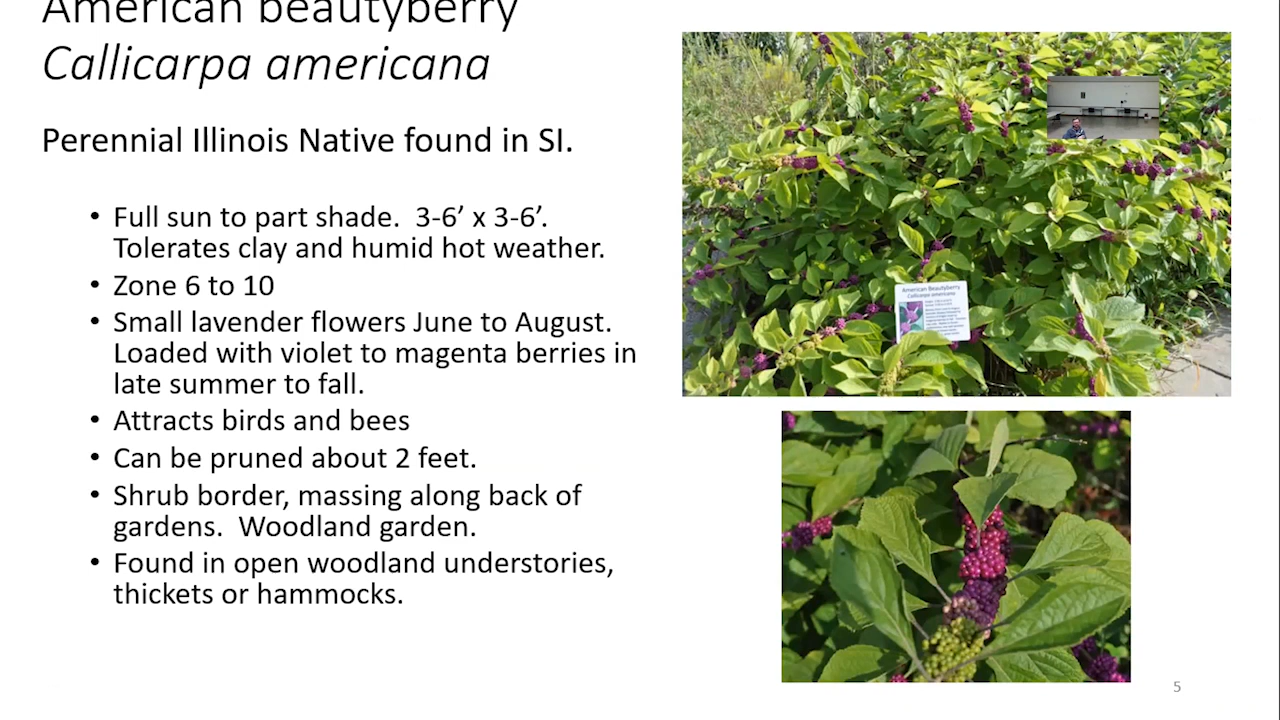 American beautyberry
Callicarpa americana
Perennial Illinois Native found in SI.
• Full sun to part shade.  3-6’ x 3-6’.
Tolerates clay and humid hot weather.
• Zone 6 to 10
• Small lavender flowers June to August.
Loaded with violet to magenta berries in
late summer to fall.
• Attracts birds and bees
• Can be pruned about 2 feet.
• Shrub border, massing along back of
gardens.  Woodland garden.
• Found in open woodland understories,
thickets or hammocks.
American Beautyberry
Callicarpa americana
5